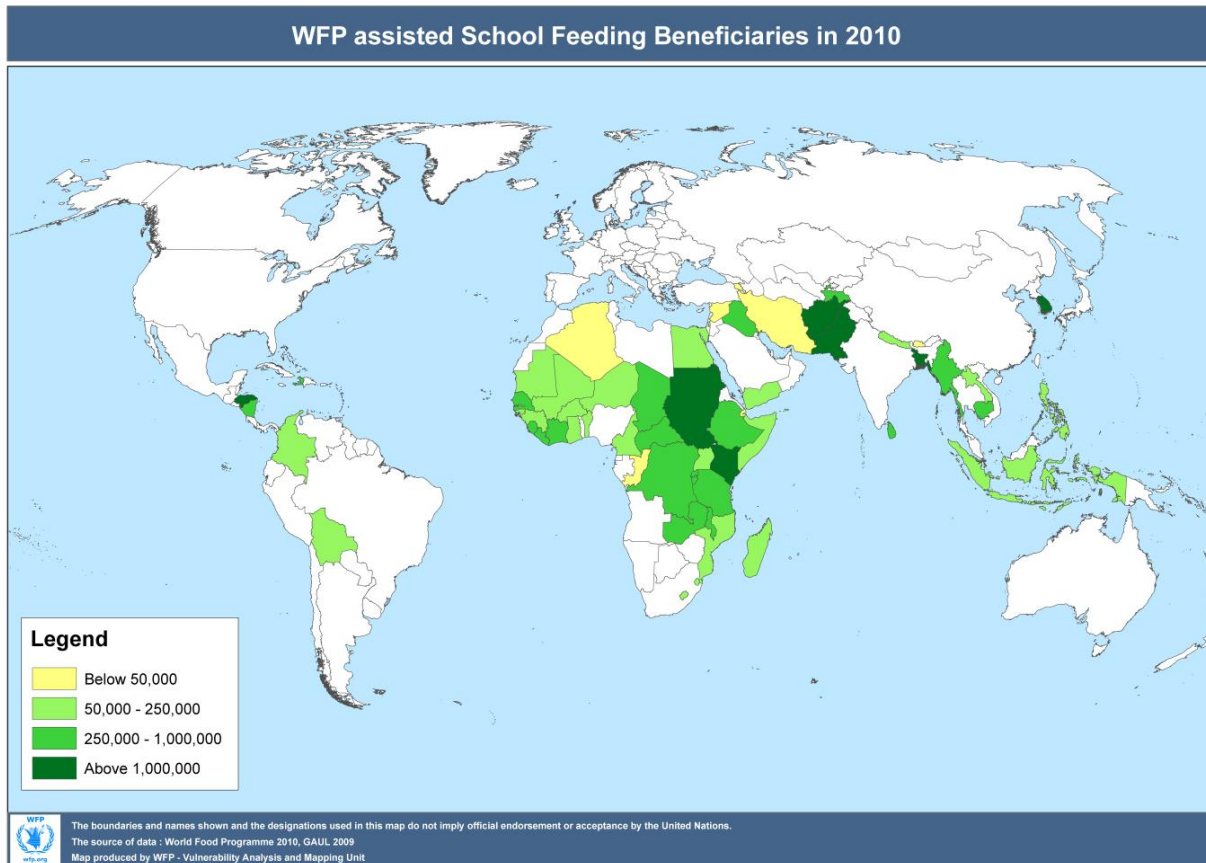 WFP assisted School Feeding Beneficiaries in 2010
Legend
Below 50,000
50,000 - 250,000
250,000 - 1,000,000
Above 1,000,000
WFP
wfp.org
The boundaries and names shown and the designations used in this map do not imply official endorsement or acceptance by the United Nations.
The source of data : World Food Programme 2010, GAUL 2009
Map produced by WFP - Vulnerability Analysis and Mapping Unit